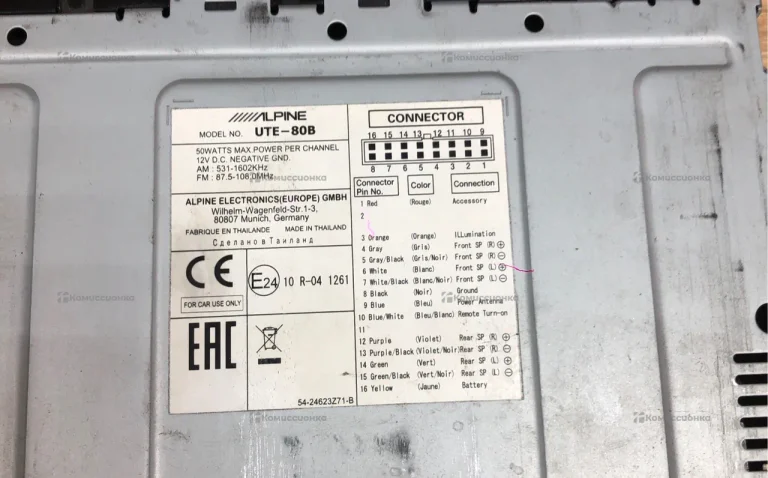 /////ALPINE
MODEL NO. UTE-80B
50WATTS MAX.POWER PER CHANNEL
12V D.C. NEGATIVE GND.
AM : 531-1602KHz
FM : 87.5-108.0MHz
ALPINE ELECTRONICS(EUROPE) GMBH
Wilhelm-Wagenfeld-Str.1-3,
80807 Munich, Germany
FABRIQUE EN THAILANDE MADE IN THAILAND
Сделано в Таиланд
CE
FOR CAR USE ONLY
E24 10 R-04 1261
EAC
54-24623Z71-B
CONNECTOR
16 15 14 13 12 11 10 9
8 7 6 5 4 3 2 1
Connector Pin No. Color Connection
1 Red (Rouge) Accessory
2
3 Orange (Orange) ILLumination
4 Gray (Gris) Front SP (R) ⊕
5 Gray/Black (Gris/Noir) Front SP (R) ⊖
6 White (Blanc) Front SP (L) ⊕
7 White/Black (Blanc/Noir) Front SP (L) ⊖
8 Black (Noir) Ground
9 Blue (Bleu) Power Antenna
10 Blue/White (Bleu/Blanc) Remote Turn-on
11
12 Purple (Violet) Rear SP (R) ⊕
13 Purple/Black (Violet/Noir) Rear SP (R) ⊖
14 Green (Vert) Rear SP (L) ⊕
15 Green/Black (Vert/Noir) Rear SP (L) ⊖
16 Yellow (Jaune) Battery
Комиссионка
Комиссионка
Комиссионка
Комиссионка
Комиссионка
Комиссионка
Комиссионка
Комиссионка
Комиссионка